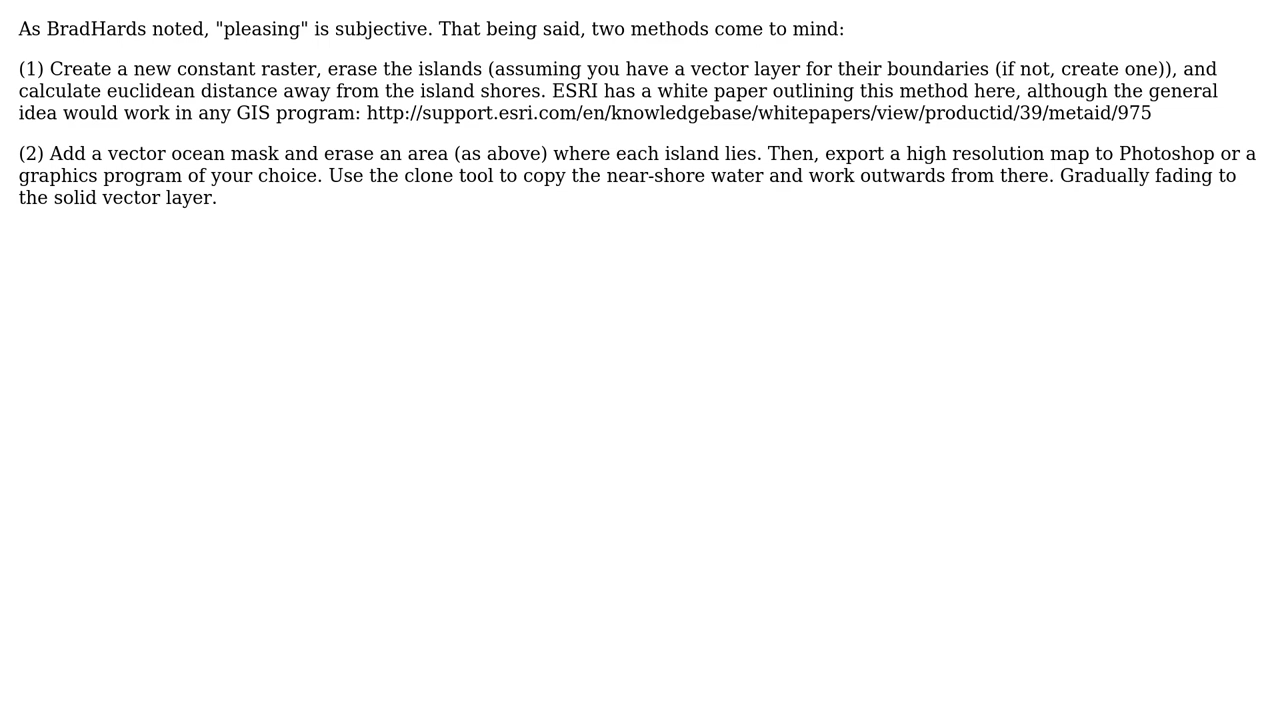 As BradHards noted, "pleasing" is subjective. That being said, two methods come to mind:
(1) Create a new constant raster, erase the islands (assuming you have a vector layer for their boundaries (if not, create one)), and
calculate euclidean distance away from the island shores. ESRI has a white paper outlining this method here, although the general
idea would work in any GIS program: http://support.esri.com/en/knowledgebase/whitepapers/view/productid/39/metaid/975
(2) Add a vector ocean mask and erase an area (as above) where each island lies. Then, export a high resolution map to Photoshop or a
graphics program of your choice. Use the clone tool to copy the near-shore water and work outwards from there. Gradually fading to
the solid vector layer.